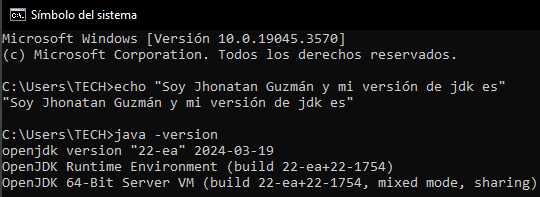 Símbolo del sistema
Microsoft Windows [Versión 10.0.19045.3570]
(c) Microsoft Corporation. Todos los derechos reservados.
C:\Users\TECH>echo "Soy Jhonatan Guzmán y mi versión de jdk es"
"Soy Jhonatan Guzmán y mi versión de jdk es"
C:\Users\TECH>java -version
openjdk version "22-ea" 2024-03-19
OpenJDK Runtime Environment (build 22-ea+22-1754)
OpenJDK 64-Bit Server VM (build 22-ea+22-1754, mixed mode, sharing)